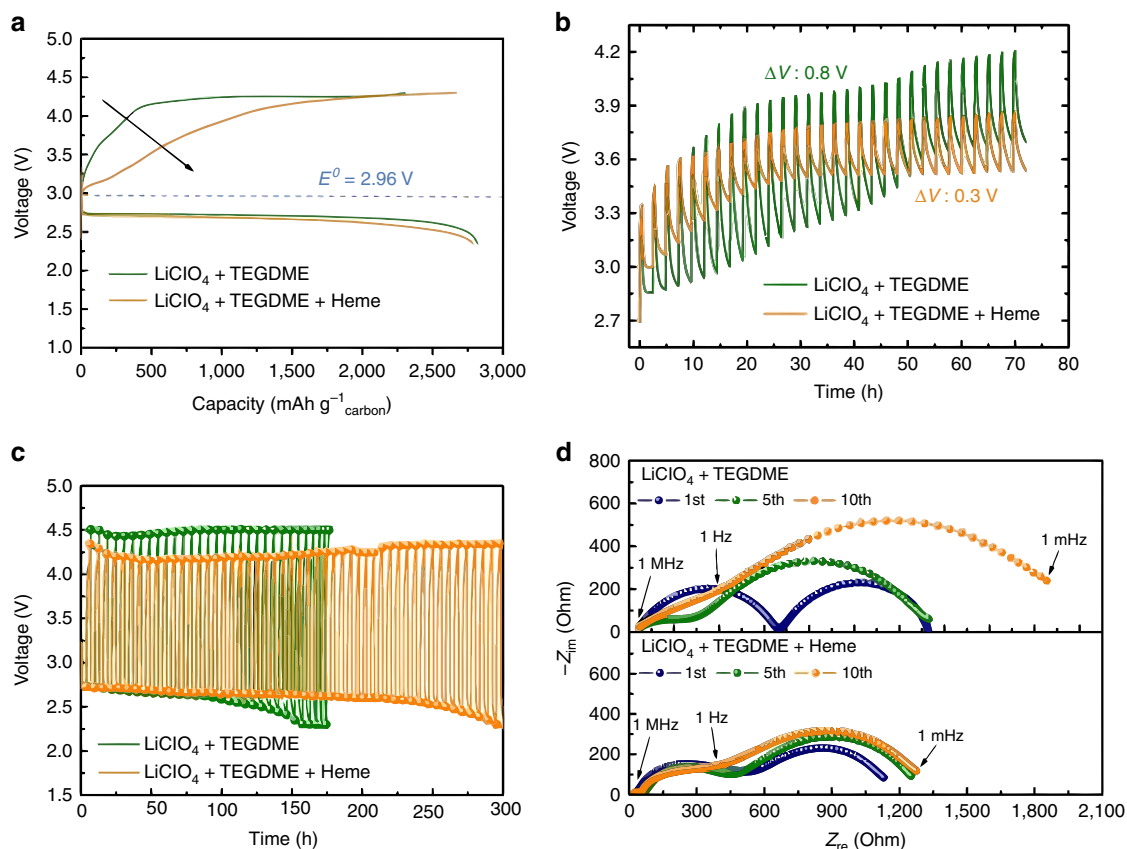 a
5.0
4.5
4.0
3.5
3.0
2.5
2.0
1.5
1.0
Voltage (V)
E⁰ = 2.96 V
LiClO₄ + TEGDME
LiClO₄ + TEGDME + Heme
0
500
1,000
1,500
2,000
2,500
3,000
Capacity (mAh g⁻¹carbon)
b
4.2
3.9
3.6
3.3
3.0
2.7
Voltage (V)
ΔV : 0.8 V
ΔV : 0.3 V
LiClO₄ + TEGDME
LiClO₄ + TEGDME + Heme
0
10
20
30
40
50
60
70
80
Time (h)
c
5.0
4.5
4.0
3.5
3.0
2.5
2.0
1.5
Voltage (V)
LiClO₄ + TEGDME
LiClO₄ + TEGDME + Heme
0
50
100
150
200
250
300
Time (h)
d
800
600
400
200
0
LiClO₄ + TEGDME
1st 5th 10th
1 MHz
1 Hz
1 mHz
−Zim (Ohm)
600
400
200
0
LiClO₄ + TEGDME + Heme
1st 5th 10th
1 MHz
1 Hz
1 mHz
0
300
600
900
1,200
1,500
1,800
2,100
Zre (Ohm)